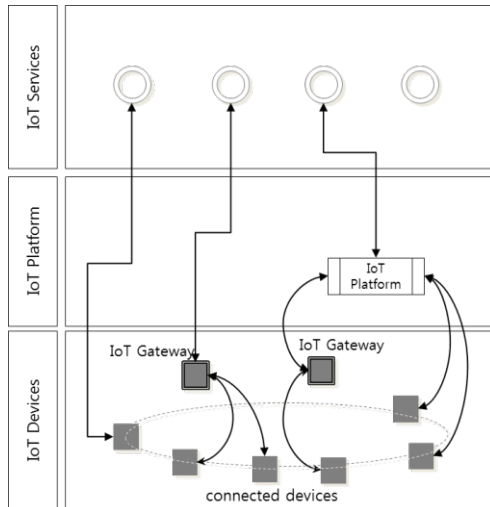 IoT Services
IoT Platform
IoT
Platform
IoT Devices
IoT Gateway
IoT Gateway
connected devices